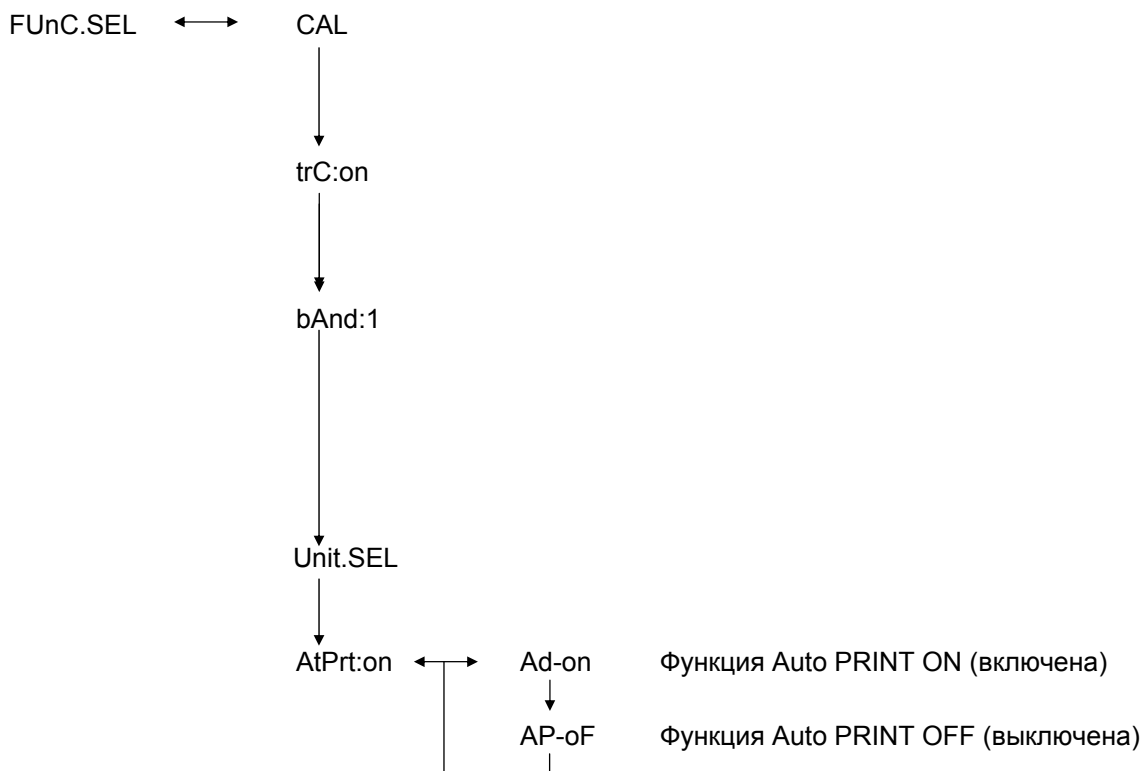 FUnC.SEL CAL
trC:on
bAnd:1
Unit.SEL
AtPrt:on Ad-on Функция Auto PRINT ON (включена)
AP-oF Функция Auto PRINT OFF (выключена)